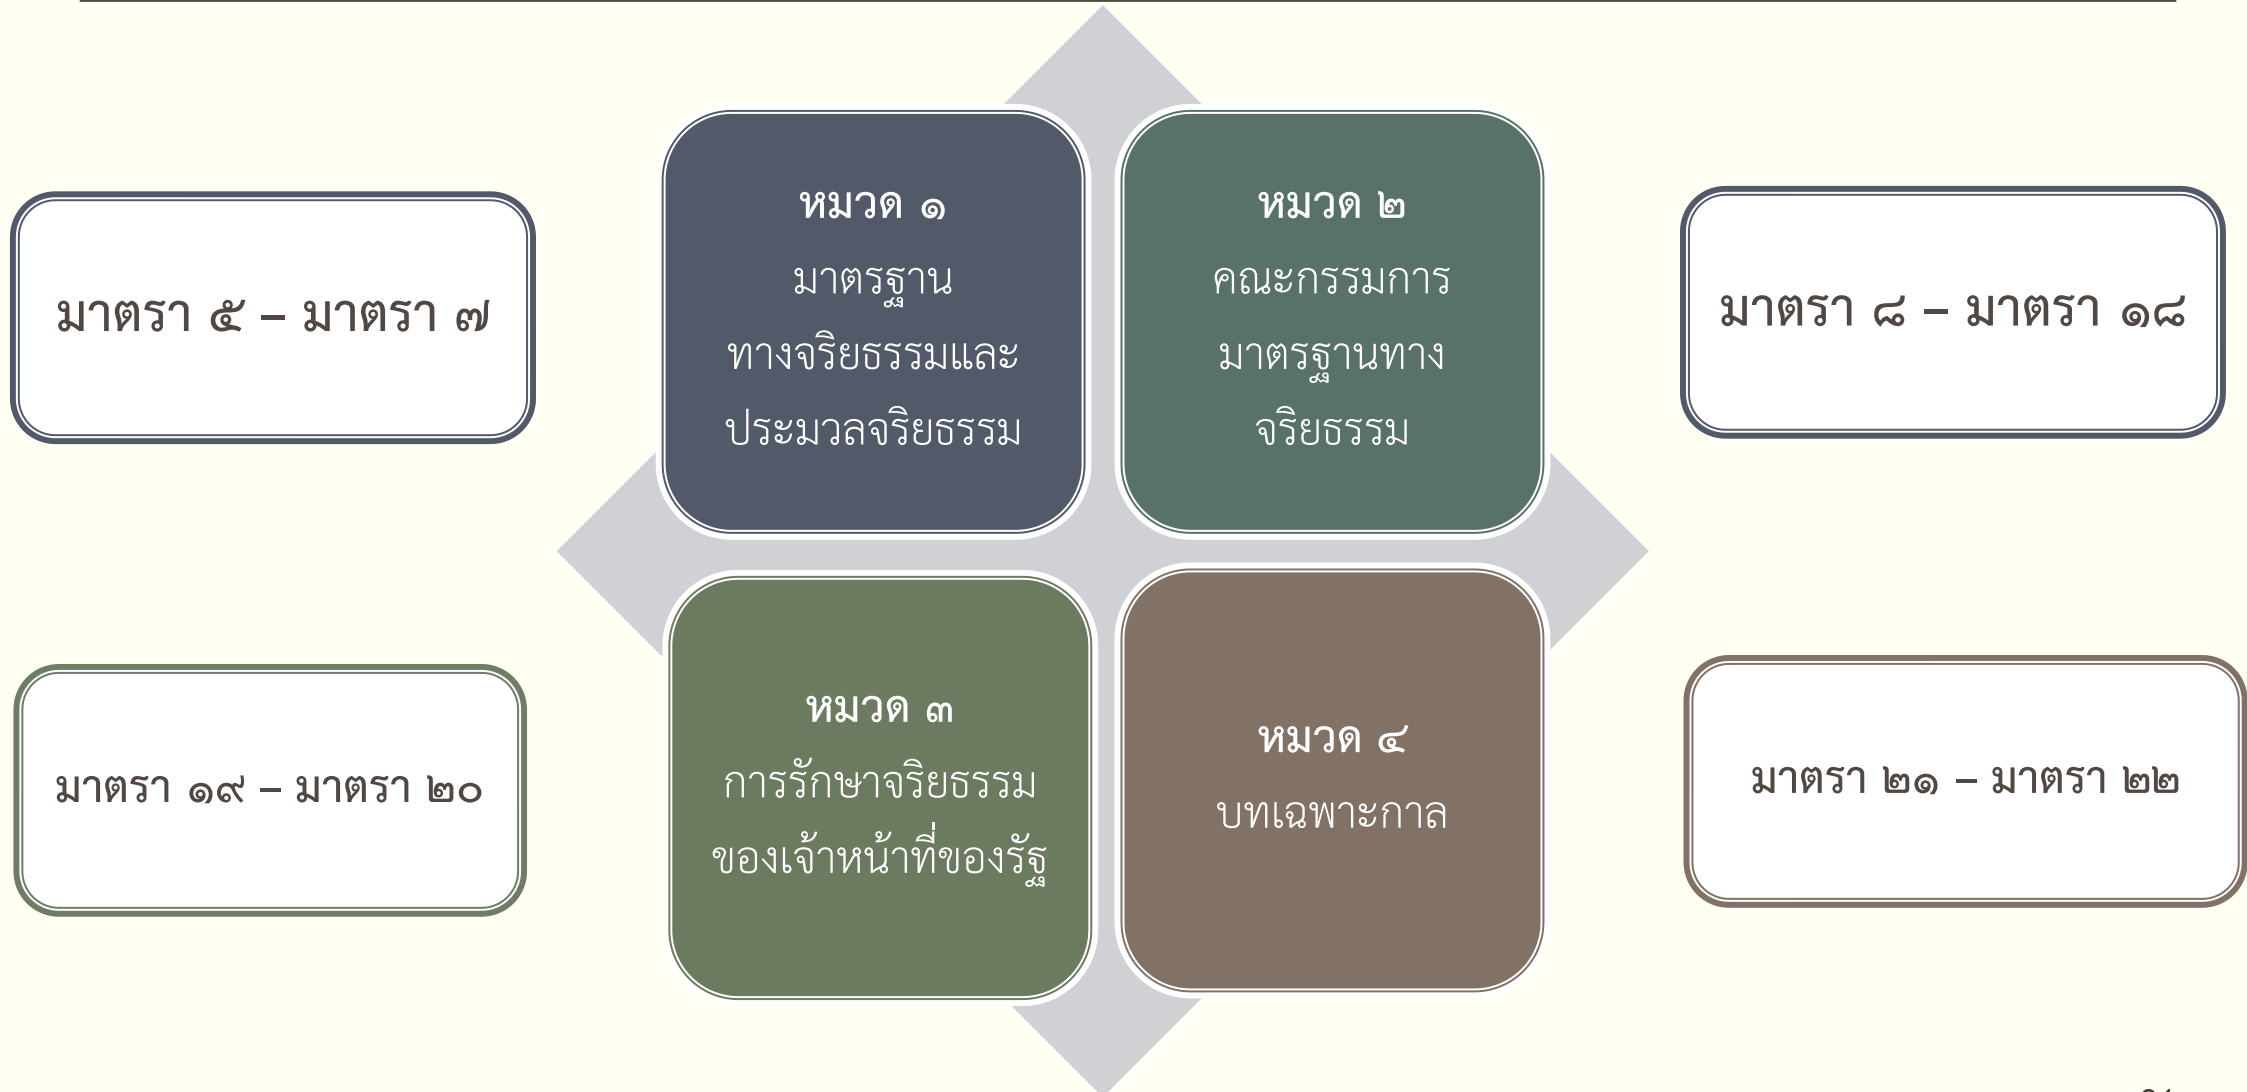 มาตรา ๕ – มาตรา ๗
หมวด ๑
มาตรฐาน
ทางจริยธรรมและ
ประมวลจริยธรรม
หมวด ๒
คณะกรรมการ
มาตรฐานทาง
จริยธรรม
มาตรา ๘ – มาตรา ๑๘
มาตรา ๑๙ – มาตรา ๒๐
หมวด ๓
การรักษาจริยธรรม
ของเจ้าหน้าที่ของรัฐ
หมวด ๔
บทเฉพาะกาล
มาตรา ๒๑ – มาตรา ๒๒